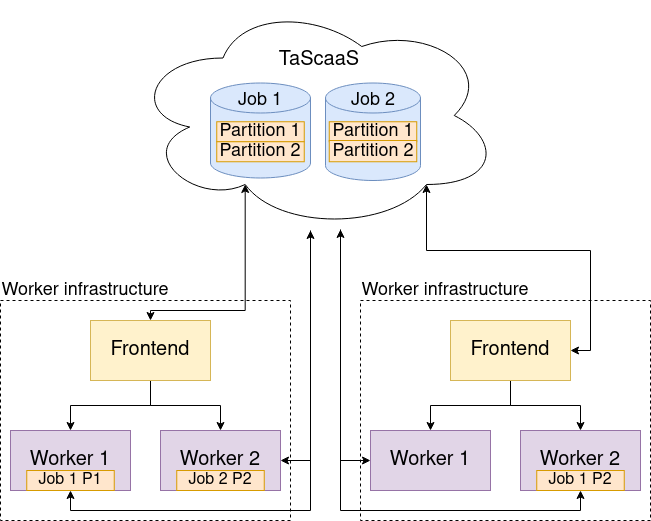 TaScaaS
Job 1
Job 2
Partition 1
Partition 2
Partition 1
Partition 2
Worker infrastructure
Worker infrastructure
Frontend
Frontend
Worker 1
Job 1 P1
Worker 2
Job 2 P2
Worker 1
Worker 2
Job 1 P2